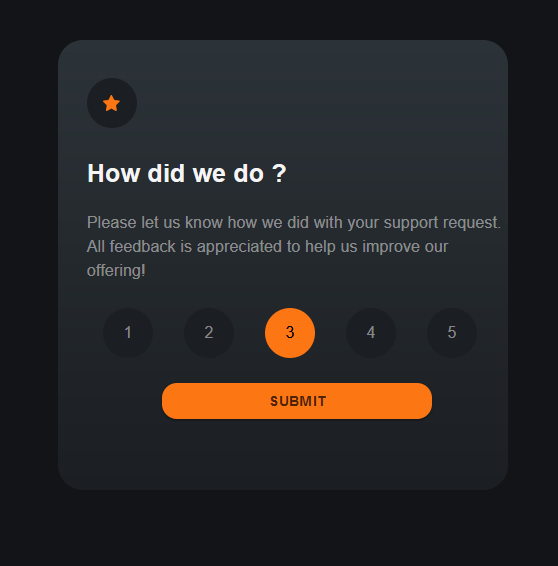 How did we do ?
Please let us know how we did with your support request.
All feedback is appreciated to help us improve our
offering!
1 2 3 4 5
SUBMIT